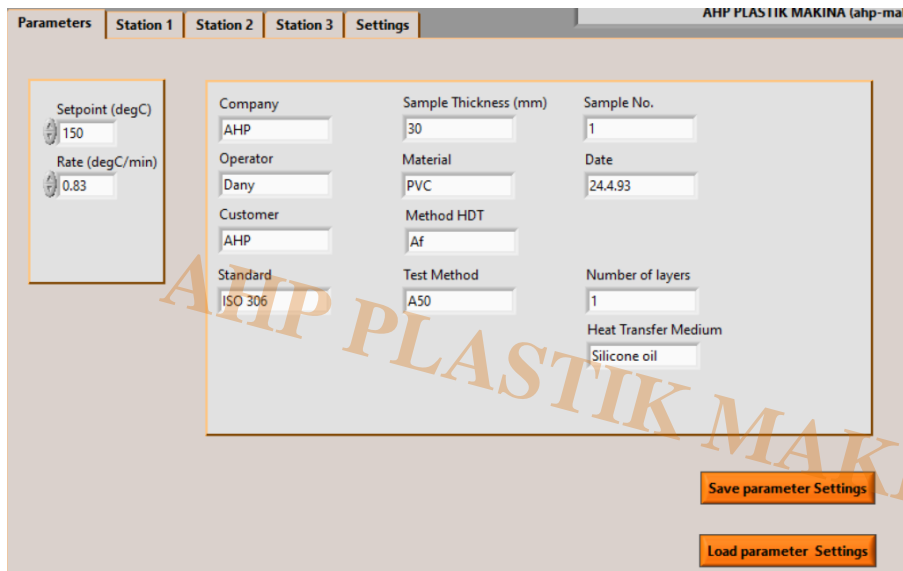 AHP PLASTIK MAKINA (ahp-mak
Parameters Station 1 Station 2 Station 3 Settings
Setpoint (degC)
150
Rate (degC/min)
0.83
Company
AHP
Operator
Dany
Customer
AHP
Standard
ISO 306
Sample Thickness (mm)
30
Material
PVC
Method HDT
Af
Test Method
A50
Sample No.
1
Date
24.4.93
Number of layers
1
Heat Transfer Medium
Silicone oil
AHP PLASTIK MAK
Save parameter Settings
Load parameter Settings